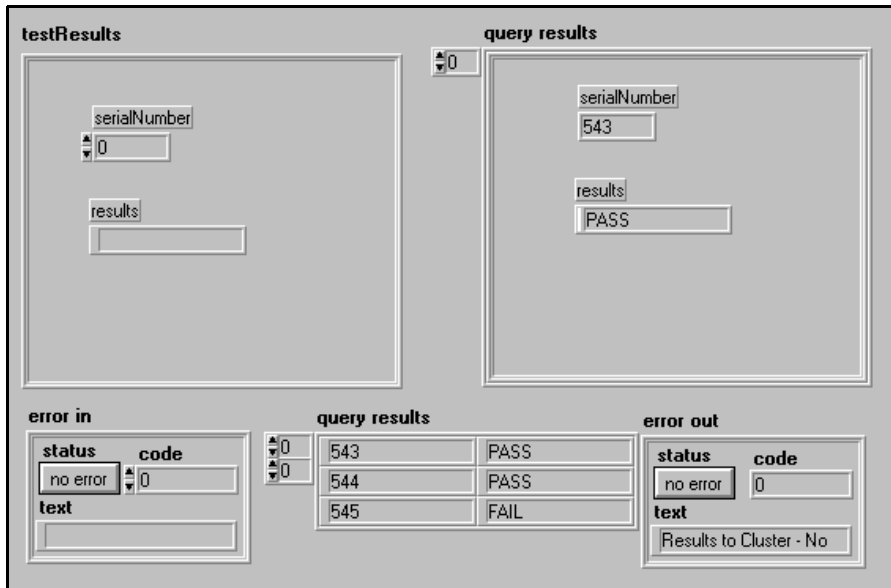 testResults
serialNumber
0
results
query results
0
serialNumber
543
results
PASS
error in
status
code
no error
0
text
query results
0
0
543 PASS
544 PASS
545 FAIL
error out
status
code
no error
0
text
Results to Cluster - No